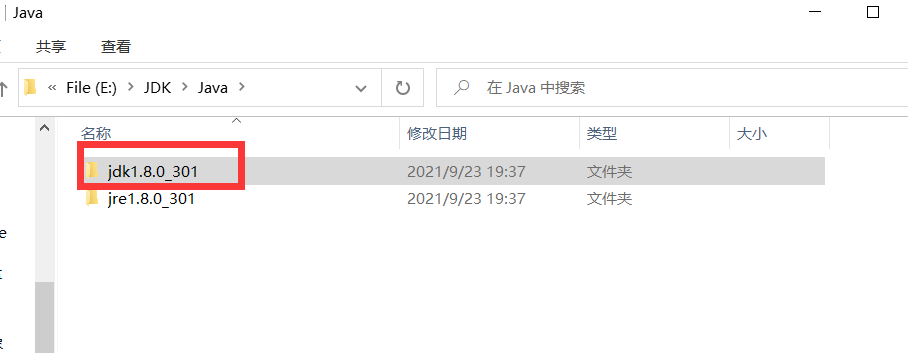 Java
共享 查看
« File (E:) > JDK > Java >
在 Java 中搜索
名称 修改日期 类型 大小
jdk1.8.0_301 2021/9/23 19:37 文件夹
jre1.8.0_301 2021/9/23 19:37 文件夹